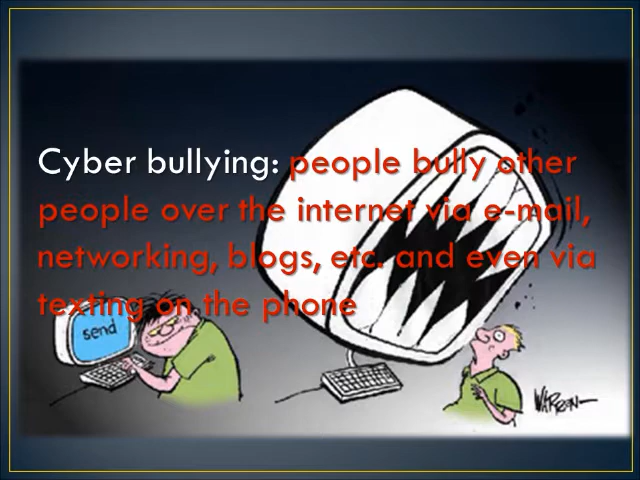 Cyber bullying: people bully other
people over the internet via e-mail,
networking, blogs, etc. and even via
texting on the phone
send
WARREN